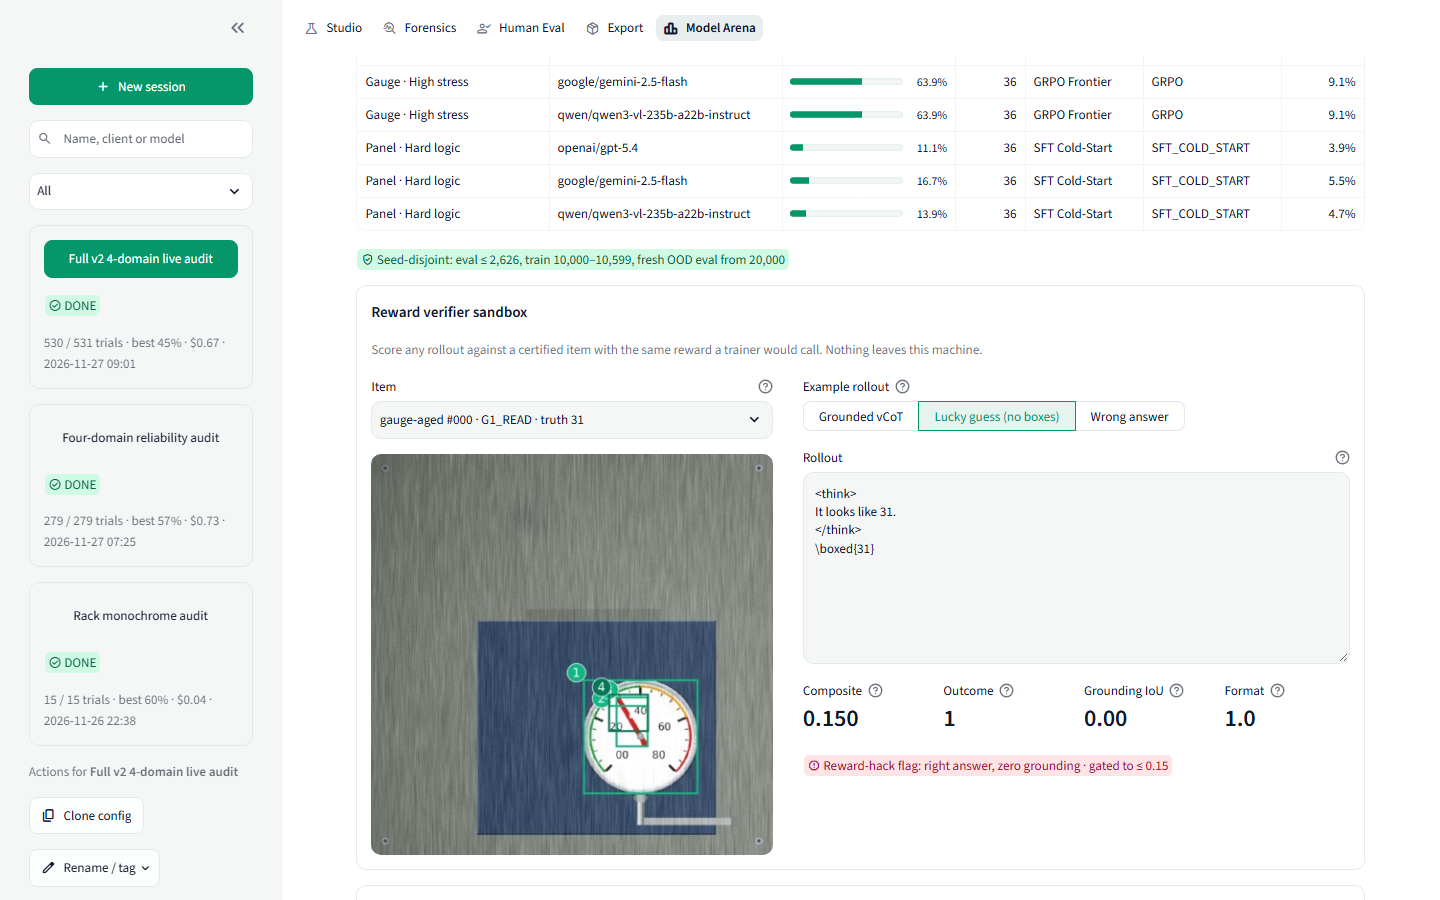 New session
Name, client or model
All
Full v2 4-domain live audit
DONE
530 / 531 trials · best 45% · $0.67 ·
2026-11-27 09:01
Four-domain reliability audit
DONE
279 / 279 trials · best 57% · $0.73 ·
2026-11-27 07:25
Rack monochrome audit
DONE
15 / 15 trials · best 60% · $0.04 ·
2026-11-26 22:38
Actions for Full v2 4-domain live audit
Clone config
Rename / tag
Studio Forensics Human Eval Export Model Arena
Gauge · High stress google/gemini-2.5-flash 63.9% 36 GRPO Frontier GRPO 9.1%
Gauge · High stress qwen/qwen3-vl-235b-a22b-instruct 63.9% 36 GRPO Frontier GRPO 9.1%
Panel · Hard logic openai/gpt-5.4 11.1% 36 SFT Cold-Start SFT_COLD_START 3.9%
Panel · Hard logic google/gemini-2.5-flash 16.7% 36 SFT Cold-Start SFT_COLD_START 5.5%
Panel · Hard logic qwen/qwen3-vl-235b-a22b-instruct 13.9% 36 SFT Cold-Start SFT_COLD_START 4.7%
Seed-disjoint: eval ≤ 2,626, train 10,000–10,599, fresh OOD eval from 20,000
Reward verifier sandbox
Score any rollout against a certified item with the same reward a trainer would call. Nothing leaves this machine.
Item
gauge-aged #000 · G1_READ · truth 31
1
4
2
40
20
60
00
80
Example rollout
Grounded vCoT Lucky guess (no boxes) Wrong answer
Rollout
<think>
It looks like 31.
</think>
\boxed{31}
Composite Outcome Grounding IoU Format
0.150 1 0.00 1.0
Reward-hack flag: right answer, zero grounding · gated to ≤ 0.15